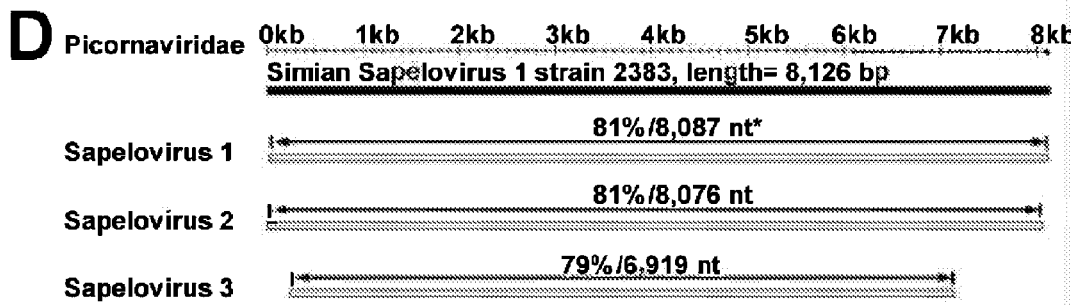 D Picornaviridae 0kb 1kb 2kb 3kb 4kb 5kb 6kb 7kb 8kb
Simian Sapelovirus 1 strain 2383, length= 8,126 bp
81%/8,087 nt*
Sapelovirus 1
81%/8,076 nt
Sapelovirus 2
79%/6,919 nt
Sapelovirus 3